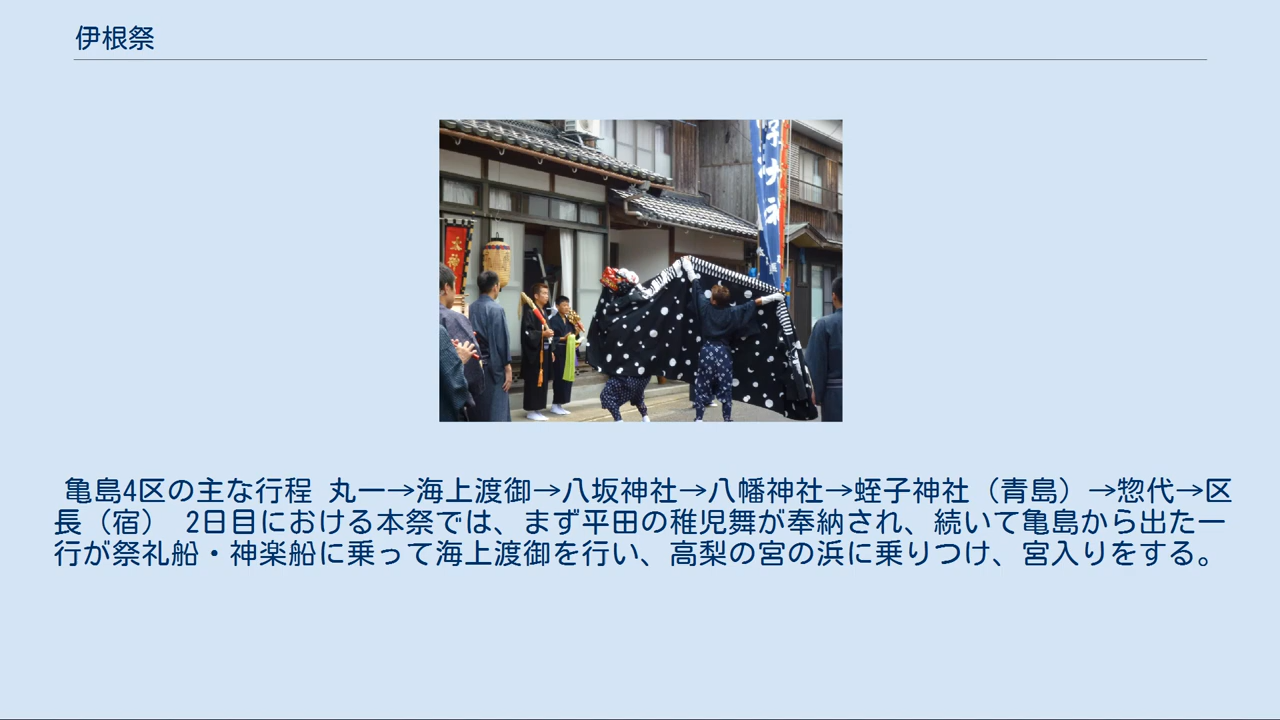 伊根祭
亀島4区の主な行程 丸一→海上渡御→八坂神社→八幡神社→蛭子神社（青島）→惣代→区
長（宿） 2日目における本祭では、まず平田の稚児舞が奉納され、続いて亀島から出た一
行が祭礼船・神楽船に乗って海上渡御を行い、高梨の宮の浜に乗りつけ、宮入りをする。